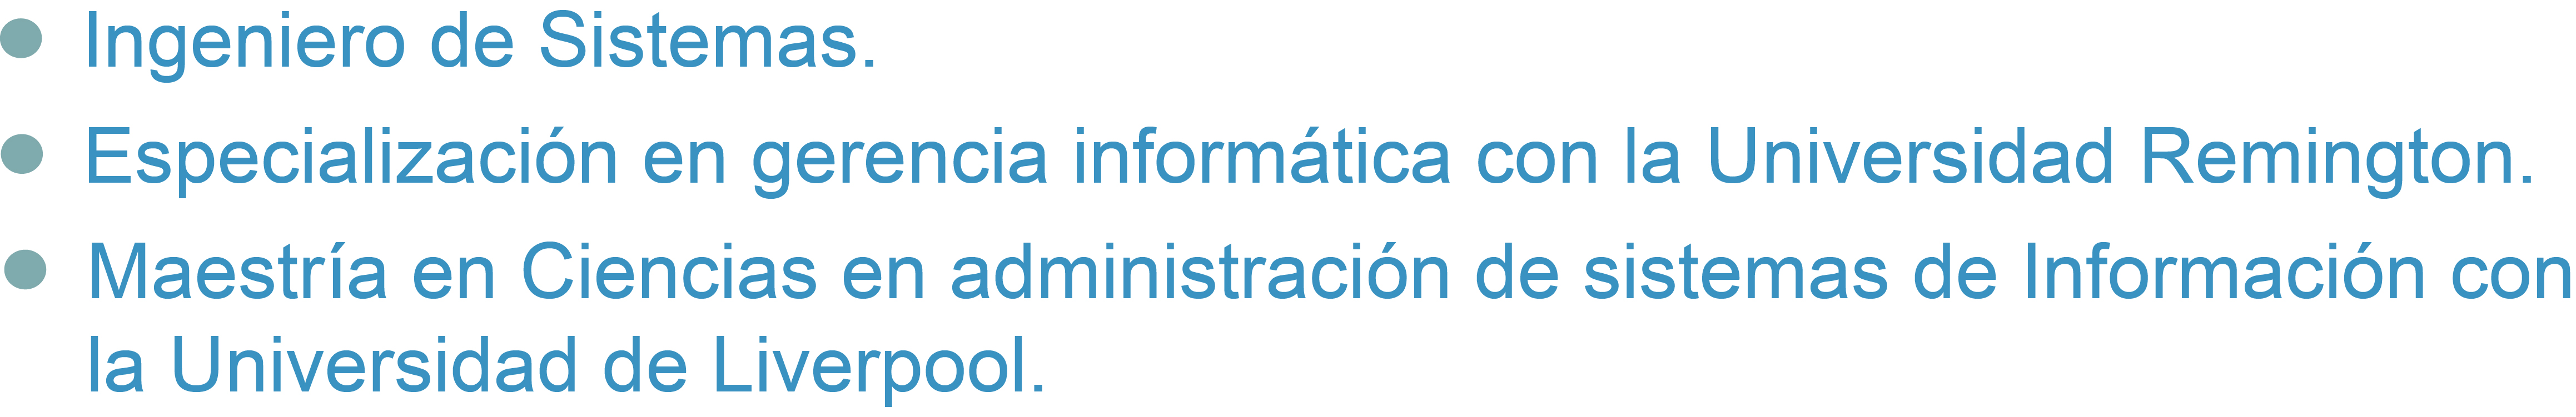 Ingeniero de Sistemas.
Especialización en gerencia informática con la Universidad Remington.
Maestría en Ciencias en administración de sistemas de Información con
la Universidad de Liverpool.